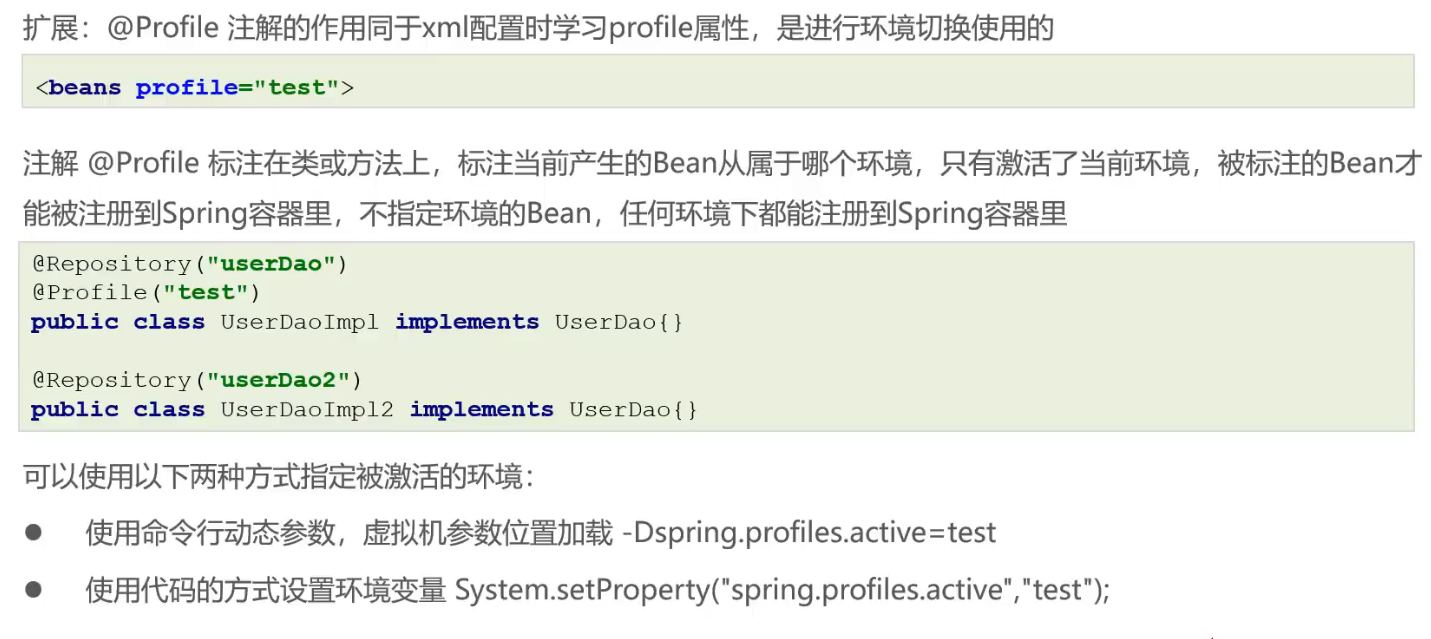 扩展：@Profile 注解的作用同于xml配置时学习profile属性，是进行环境切换使用的
<beans profile="test">
注解 @Profile 标注在类或方法上，标注当前产生的Bean从属于哪个环境，只有激活了当前环境，被标注的Bean才
能被注册到Spring容器里，不指定环境的Bean，任何环境下都能注册到Spring容器里
@Repository("userDao")
@Profile("test")
public class UserDaoImpl implements UserDao{}
@Repository("userDao2")
public class UserDaoImpl2 implements UserDao{}
可以使用以下两种方式指定被激活的环境：
● 使用命令行动态参数，虚拟机参数位置加载 -Dspring.profiles.active=test
● 使用代码的方式设置环境变量 System.setProperty("spring.profiles.active","test");